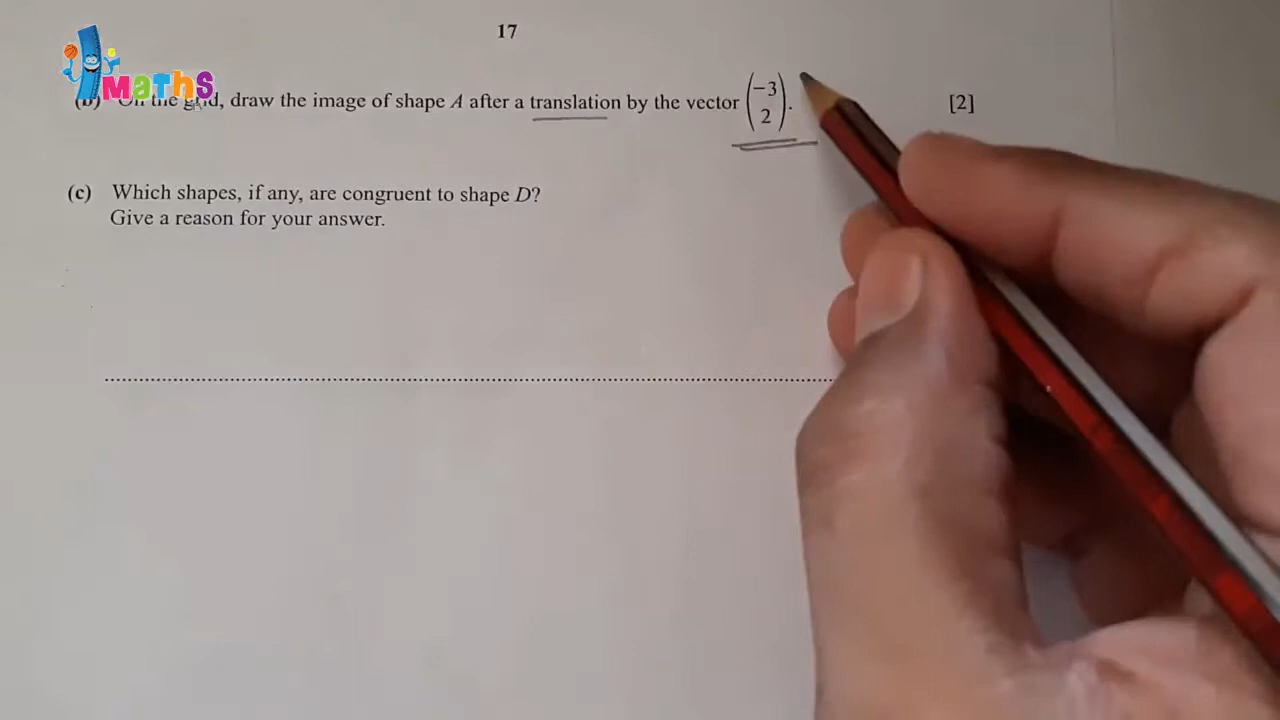 17
Maths
(b) On the grid, draw the image of shape A after a translation by the vector (-3 2). [2]
(c) Which shapes, if any, are congruent to shape D?
Give a reason for your answer.